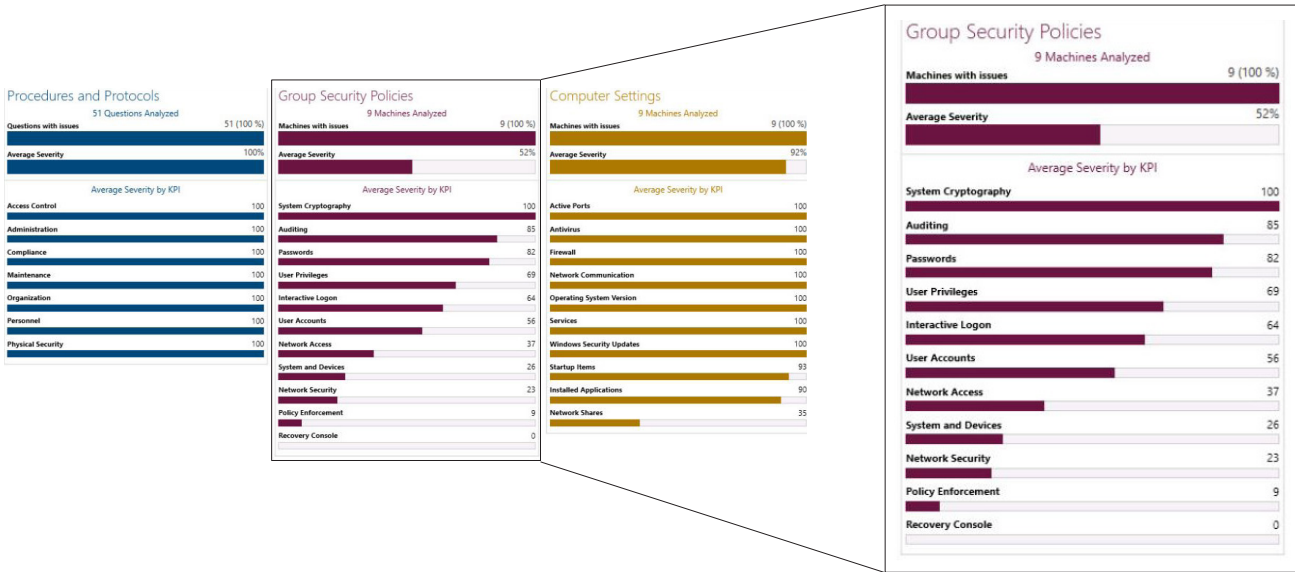 Procedures and Protocols
51 Questions Analyzed
Questions with issues 51 (100 %)
Average Severity 100%
Average Severity by KPI
Access Control 100
Administration 100
Compliance 100
Maintenance 100
Organization 100
Personnel 100
Physical Security 100
Group Security Policies
9 Machines Analyzed
Machines with issues 9 (100 %)
Average Severity 52%
Average Severity by KPI
System Cryptography 100
Auditing 85
Passwords 82
User Privileges 69
Interactive Logon 64
User Accounts 56
Network Access 37
System and Devices 26
Network Security 23
Policy Enforcement 9
Recovery Console 0
Computer Settings
9 Machines Analyzed
Machines with issues 9 (100 %)
Average Severity 92%
Average Severity by KPI
Active Ports 100
Antivirus 100
Firewall 100
Network Communication 100
Operating System Version 100
Services 100
Windows Security Updates 100
Startup Items 93
Installed Applications 90
Network Shares 35
Group Security Policies
9 Machines Analyzed
Machines with issues 9 (100 %)
Average Severity 52%
Average Severity by KPI
System Cryptography 100
Auditing 85
Passwords 82
User Privileges 69
Interactive Logon 64
User Accounts 56
Network Access 37
System and Devices 26
Network Security 23
Policy Enforcement 9
Recovery Console 0